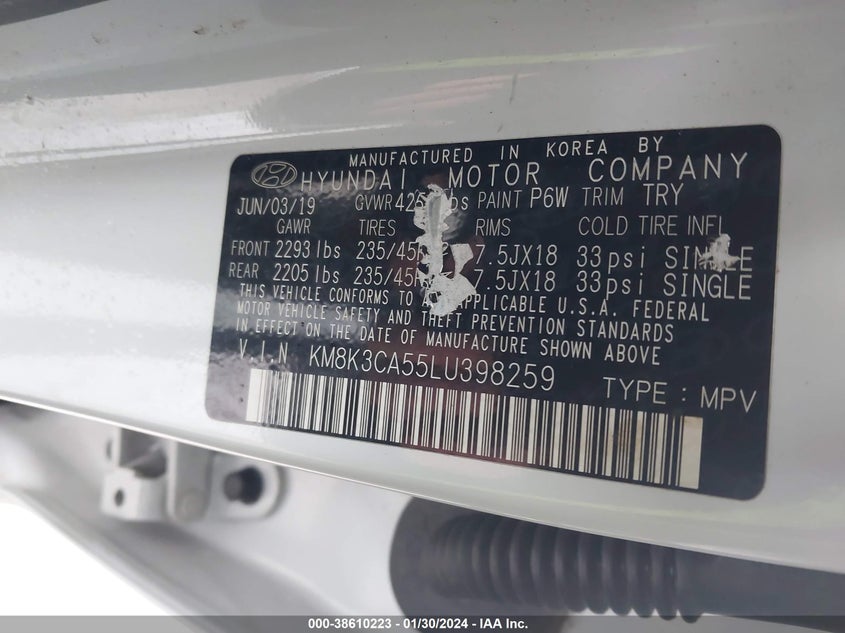 MANUFACTURED IN KOREA BY
HYUNDAI MOTOR COMPANY
JUN/03/19 GVWR PAINT P6W TRIM TRY
GAWR TIRES RIMS COLD TIRE INFL
FRONT 2293 lbs 235/45 7.5JX18 33psi SINGLE
REAR 2205 lbs 235/45 7.5JX18 33psi SINGLE
THIS VEHICLE CONFORMS TO APPLICABLE U.S.A. FEDERAL
MOTOR VEHICLE SAFETY AND THEFT PREVENTION STANDARDS
IN EFFECT ON THE DATE OF MANUFACTURE SHOWN ABOVE
V.I.N KM8K3CA55LU398259 TYPE : MPV
000-38610223 - 01/30/2024 - IAA Inc.